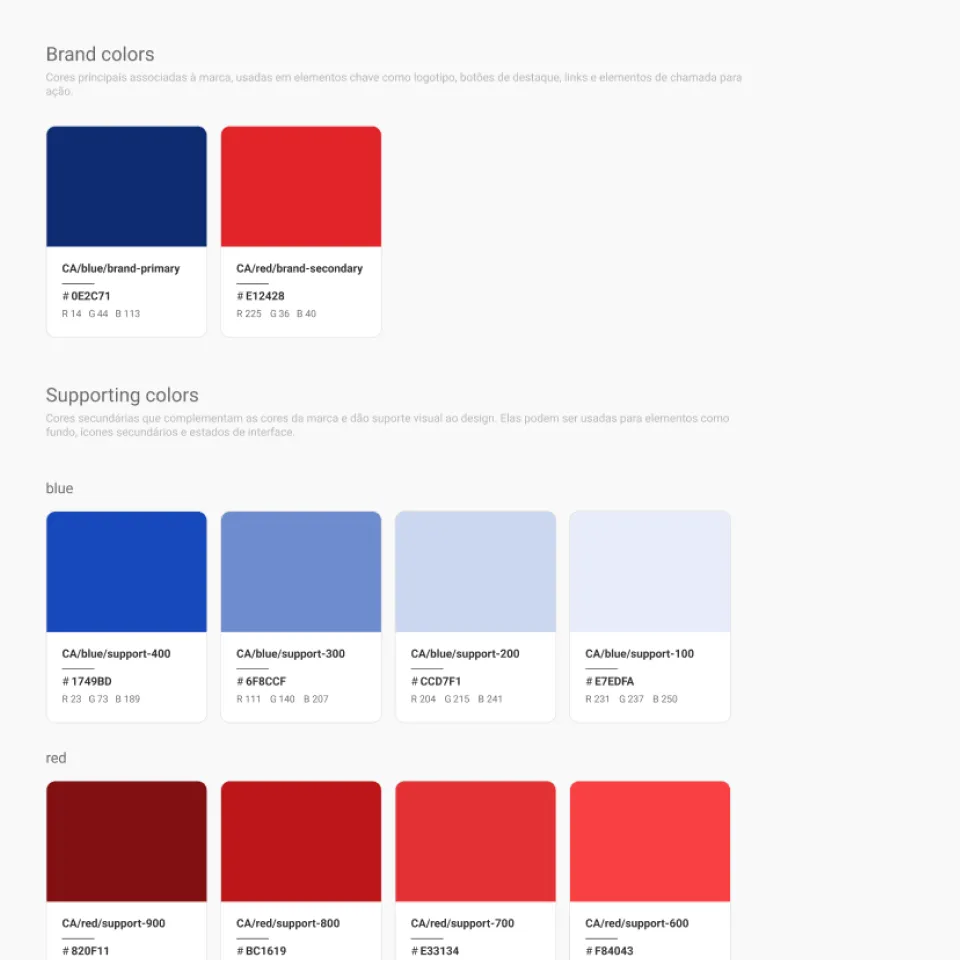 Brand colors
Cores principais associadas à marca, usadas em elementos chave como logotipo, botões de destaque, links e elementos de chamada para
ação.
CA/blue/brand-primary
# 0E2C71
R 14 G 44 B 113
CA/red/brand-secondary
# E12428
R 225 G 36 B 40
Supporting colors
Cores secundárias que complementam as cores da marca e dão suporte visual ao design. Elas podem ser usadas para elementos como
fundo, ícones secundários e estados de interface.
blue
CA/blue/support-400
# 1749BD
R 23 G 73 B 189
CA/blue/support-300
# 6F8CCF
R 111 G 140 B 207
CA/blue/support-200
# CCD7F1
R 204 G 215 B 241
CA/blue/support-100
# E7EDFA
R 231 G 237 B 250
red
CA/red/support-900
# 820F11
CA/red/support-800
# BC1619
CA/red/support-700
# E33134
CA/red/support-600
# F84043